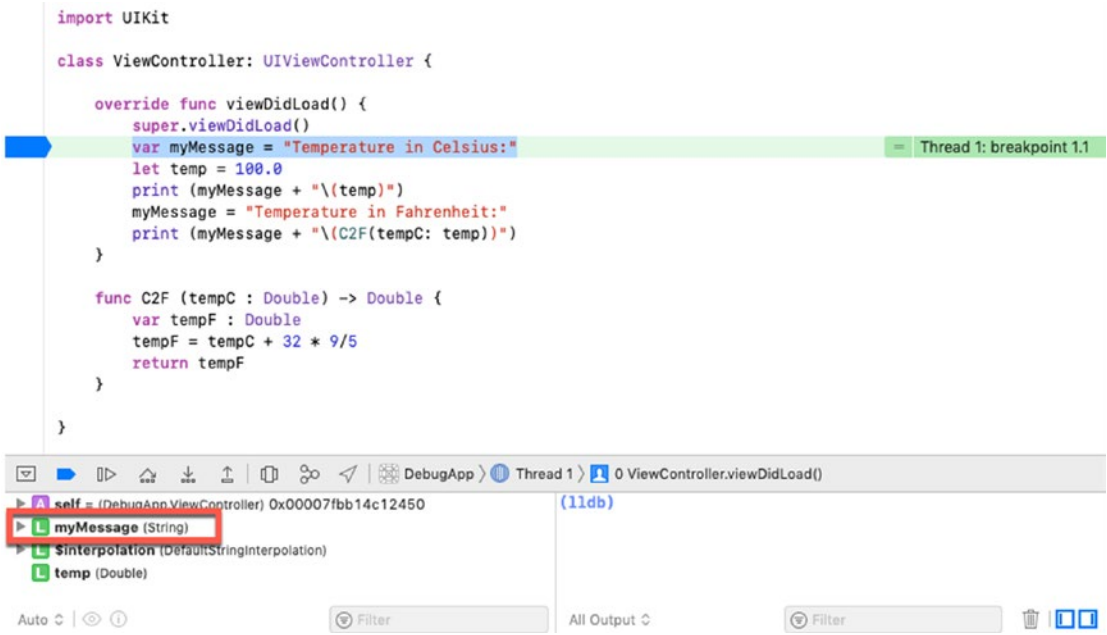 import UIKit
class ViewController: UIViewController {
override func viewDidLoad() {
super.viewDidLoad()
var myMessage = "Temperature in Celsius:"
= Thread 1: breakpoint 1.1
let temp = 100.0
print (myMessage + "\(temp)")
myMessage = "Temperature in Fahrenheit:"
print (myMessage + "\(C2F(tempC: temp))")
}
func C2F (tempC : Double) -> Double {
var tempF : Double
tempF = tempC + 32 * 9/5
return tempF
}
}
DebugApp 〉 Thread 1 〉 0 ViewController.viewDidLoad()
A self = (DebugApp.ViewController) 0x00007fbb14c12450
(lldb)
L myMessage (String)
L $interpolation (DefaultStringInterpolation)
L temp (Double)
Auto
Filter
All Output
Filter